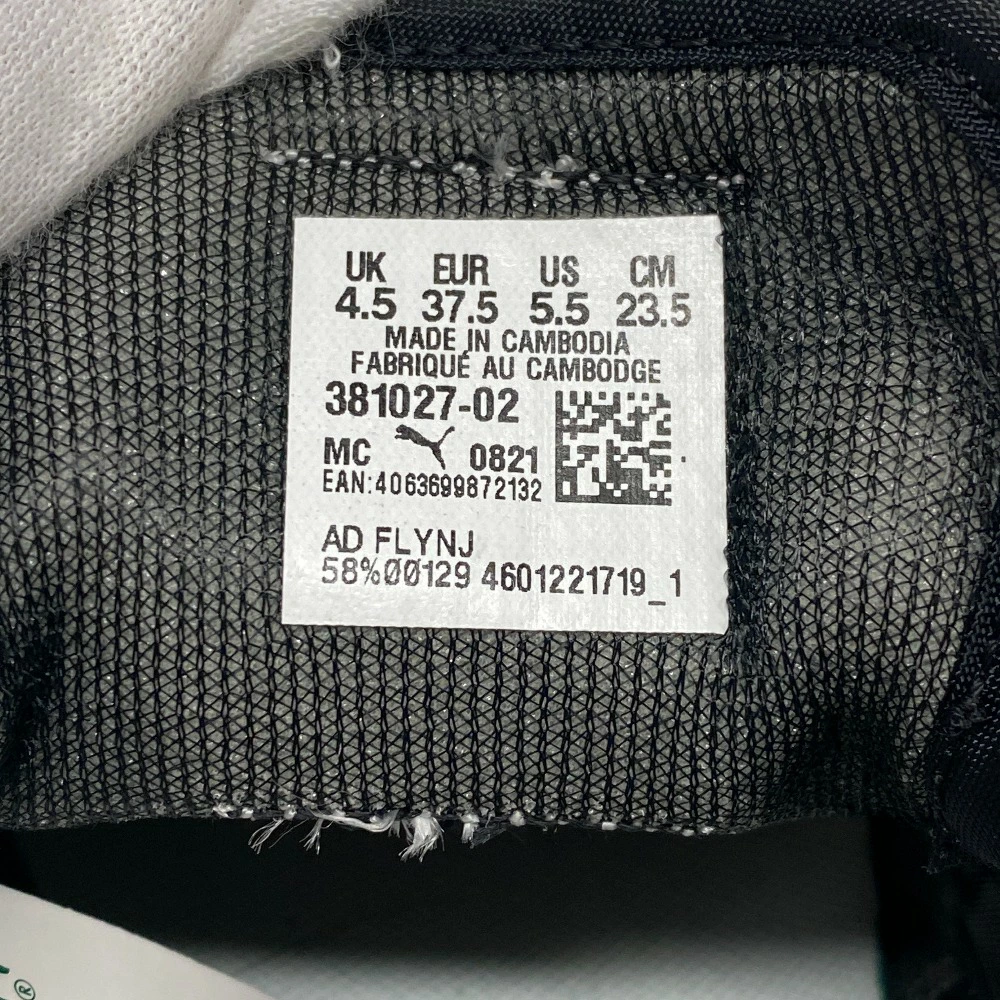 UK EUR US CM
4.5 37.5 5.5 23.5
MADE IN CAMBODIA
FABRIQUÉ AU CAMBODGE
381027-02
MC 0821
EAN:4063699872132
AD FLYNJ
58%00129 4601221719_1
®